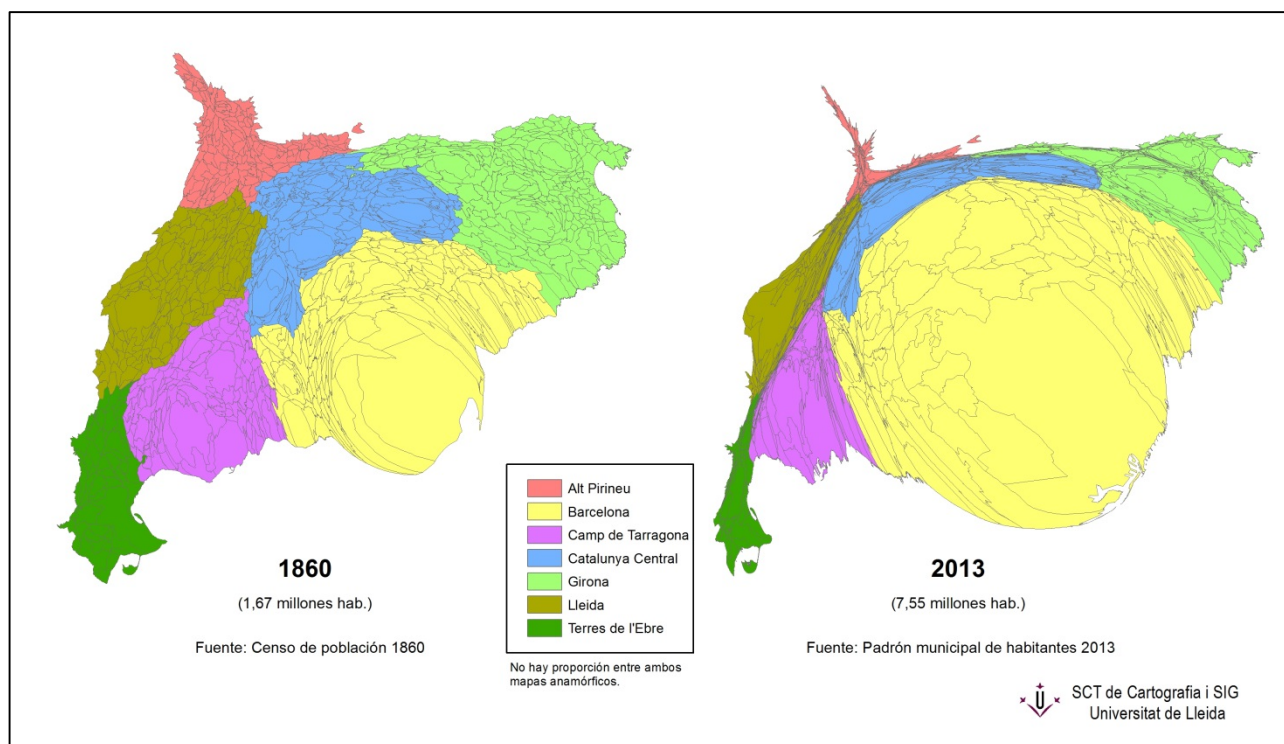 Alt Pirineu
Barcelona
Camp de Tarragona
Catalunya Central
Girona
Lleida
Terres de l'Ebre
No hay proporción entre ambos
mapas anamórficos.
1860
(1,67 millones hab.)
Fuente: Censo de población 1860
2013
(7,55 millones hab.)
Fuente: Padrón municipal de habitantes 2013
U
SCT de Cartografia i SIG
Universitat de Lleida